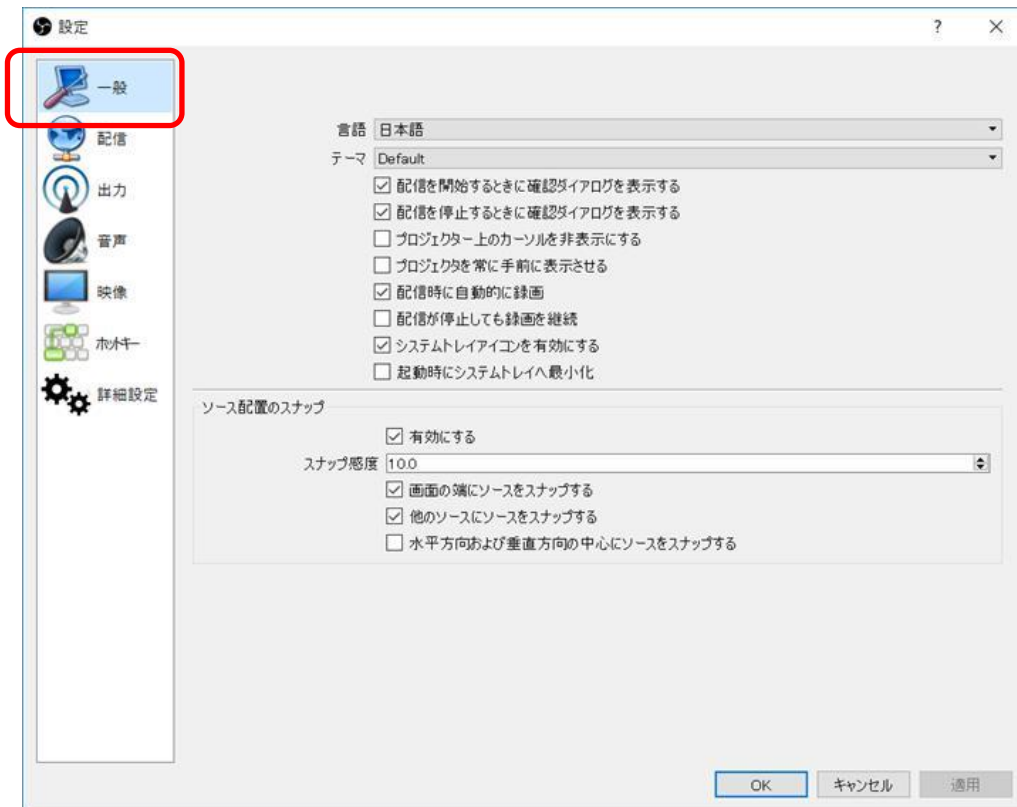 設定
一般
配信
出力
音声
映像
ホットキー
詳細設定
言語 日本語
テーマ Default
配信を開始するときに確認ダイアログを表示する
配信を停止するときに確認ダイアログを表示する
プロジェクター上のカーソルを非表示にする
プロジェクタを常に手前に表示させる
配信時に自動的に録画
配信が停止しても録画を継続
システムトレイアイコンを有効にする
起動時にシステムトレイへ最小化
ソース配置のスナップ
有効にする
スナップ感度 10.0
画面の端にソースをスナップする
他のソースにソースをスナップする
水平方向および垂直方向の中心にソースをスナップする
OK キャンセル 適用